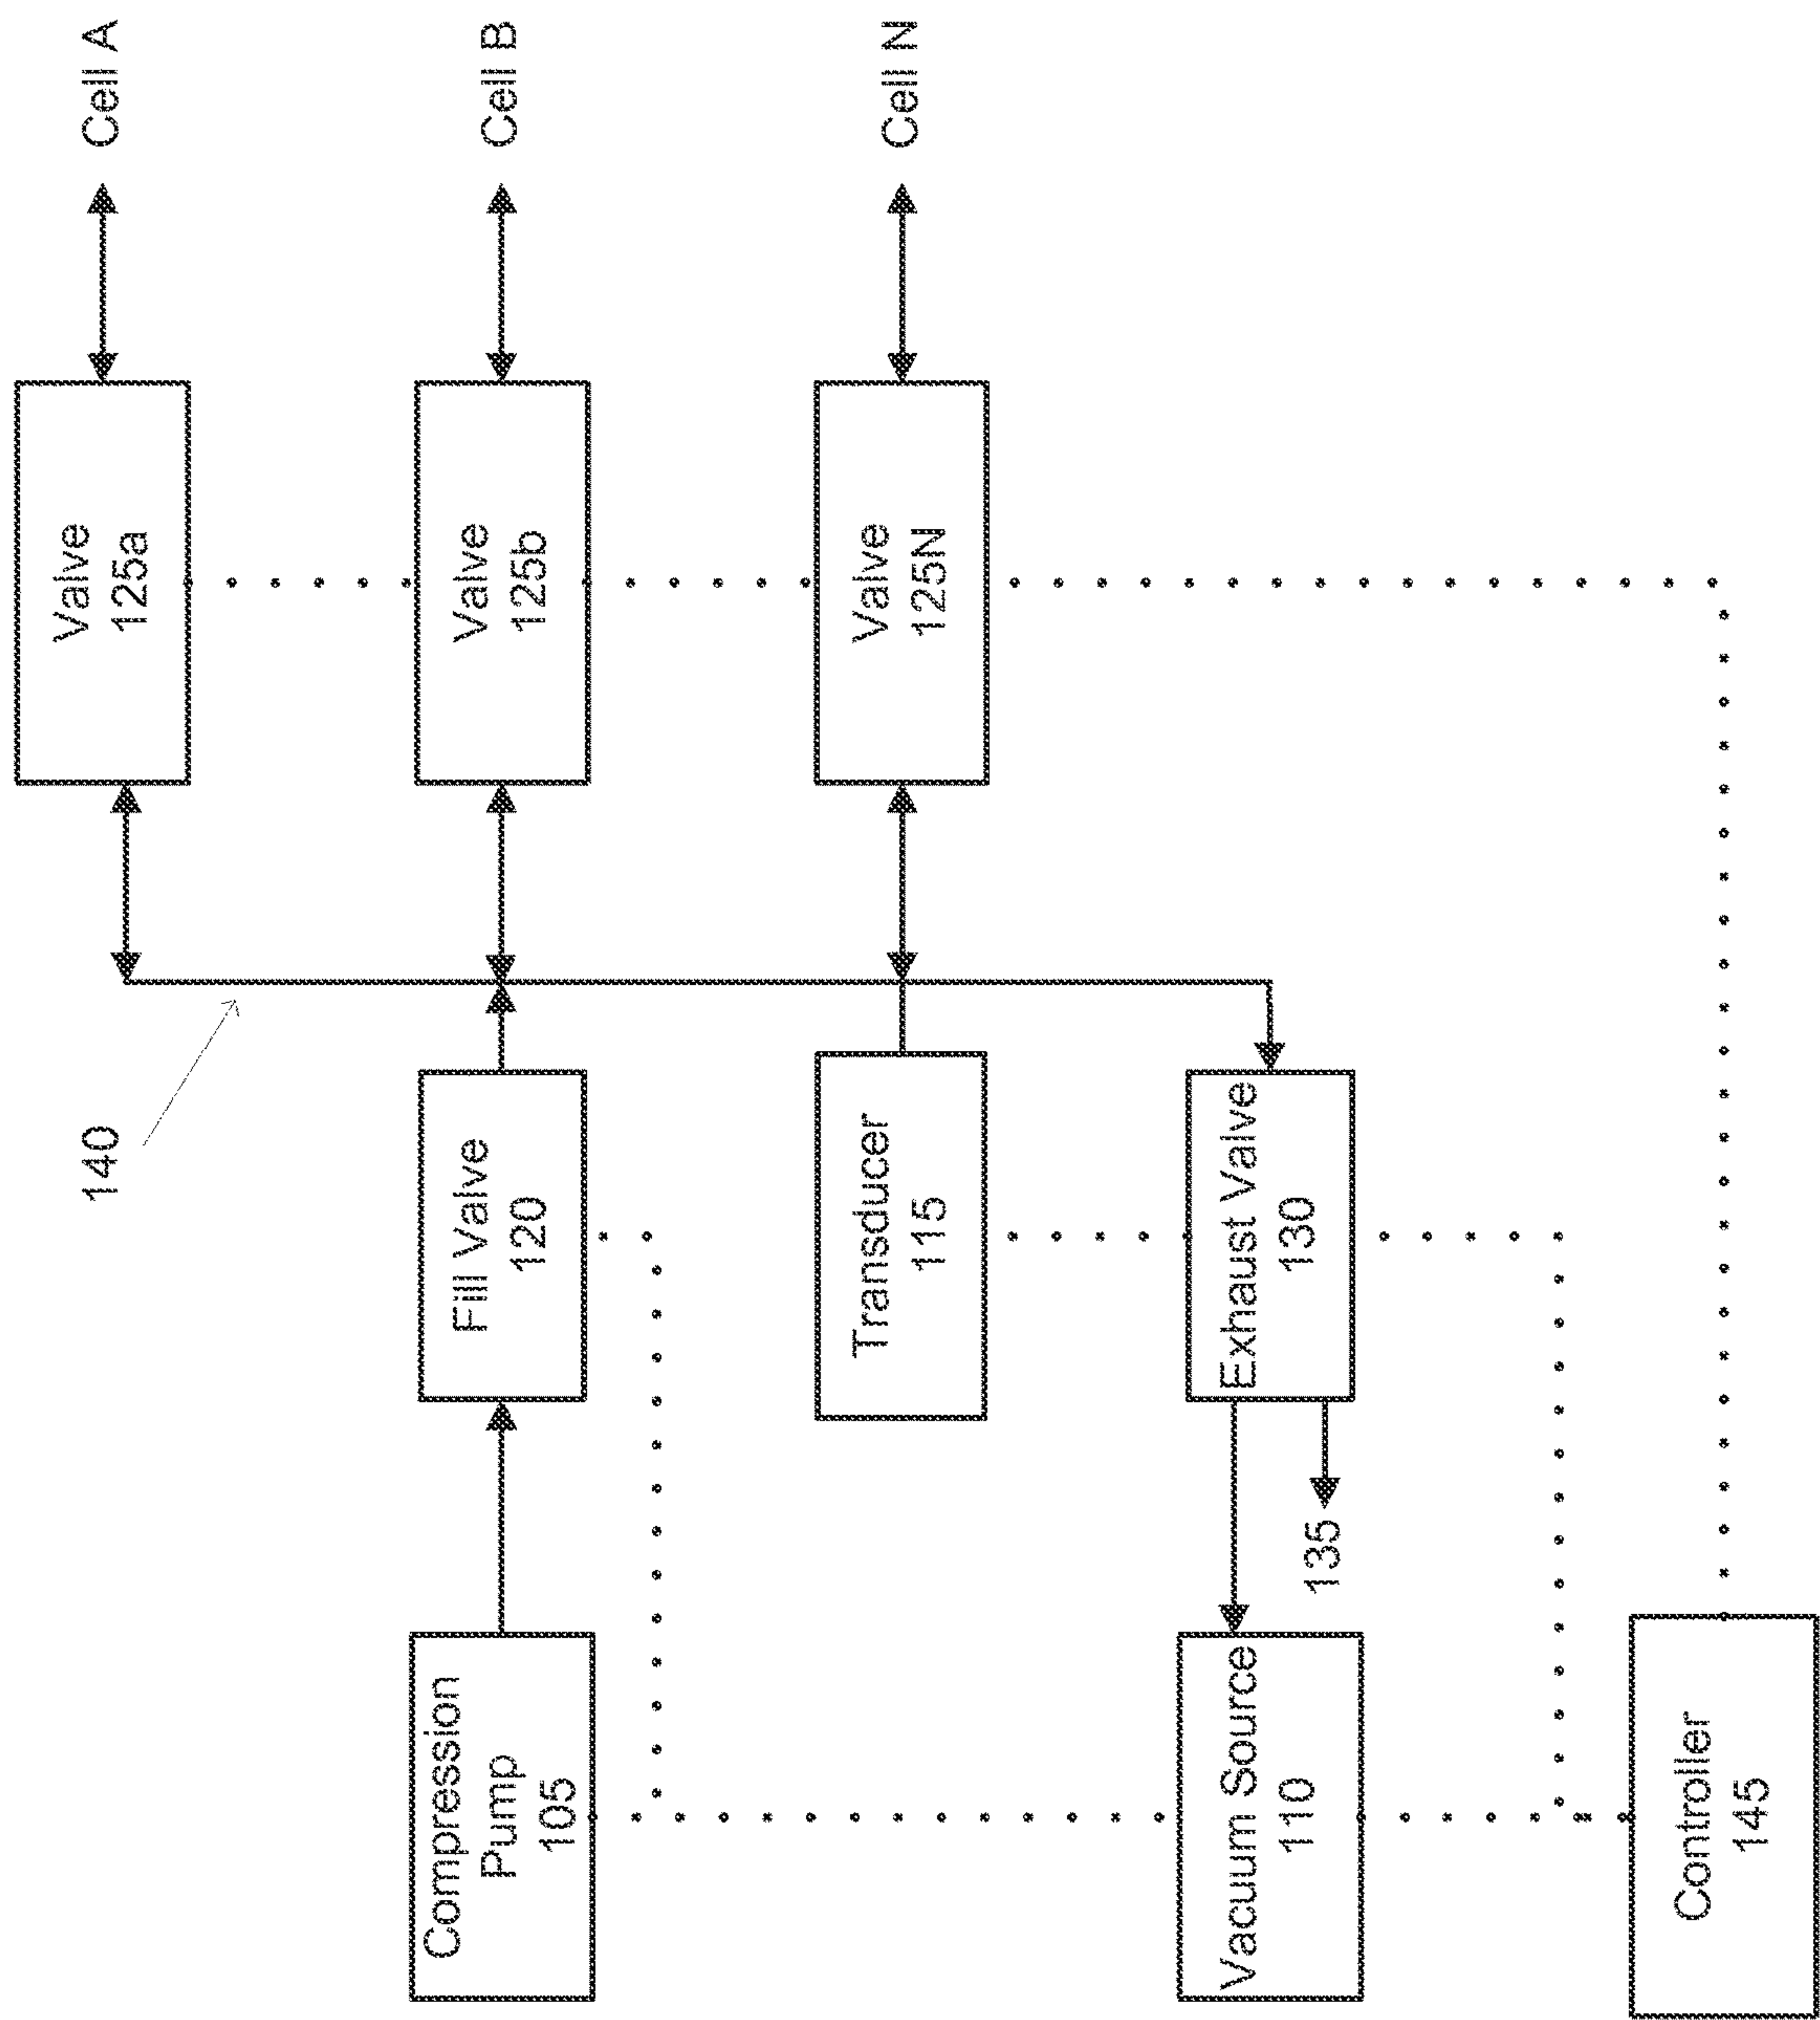 Cell A
Cell B
Cell N
Valve
125a
Valve
125b
Valve
125N
140
Fill Valve
120
Transducer
115
Exhaust Valve
130
135
Compression
Pump
105
Vacuum Source
110
Controller
145